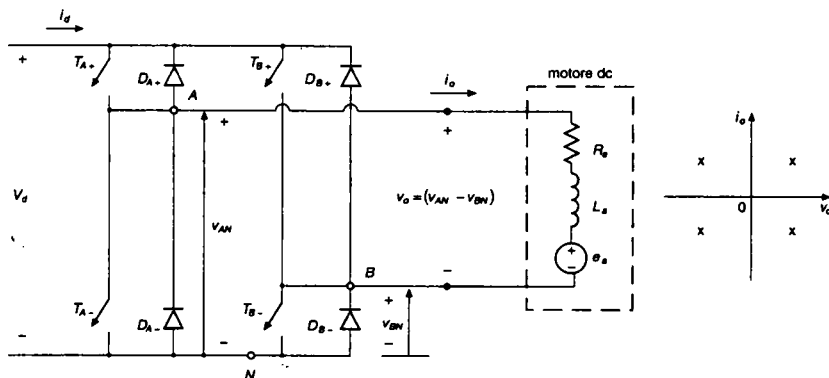 i_d
+
T_A+
D_A+
A
T_B+
D_B+
i_o
motore dc
i_o
+
+
R_a
V_d
v_AN
v_o = (v_AN − v_BN)
L_a
0
v_o
+
−
e_a
B
−
T_A−
D_A−
T_B−
D_B−
+
v_BN
−
−
−
N